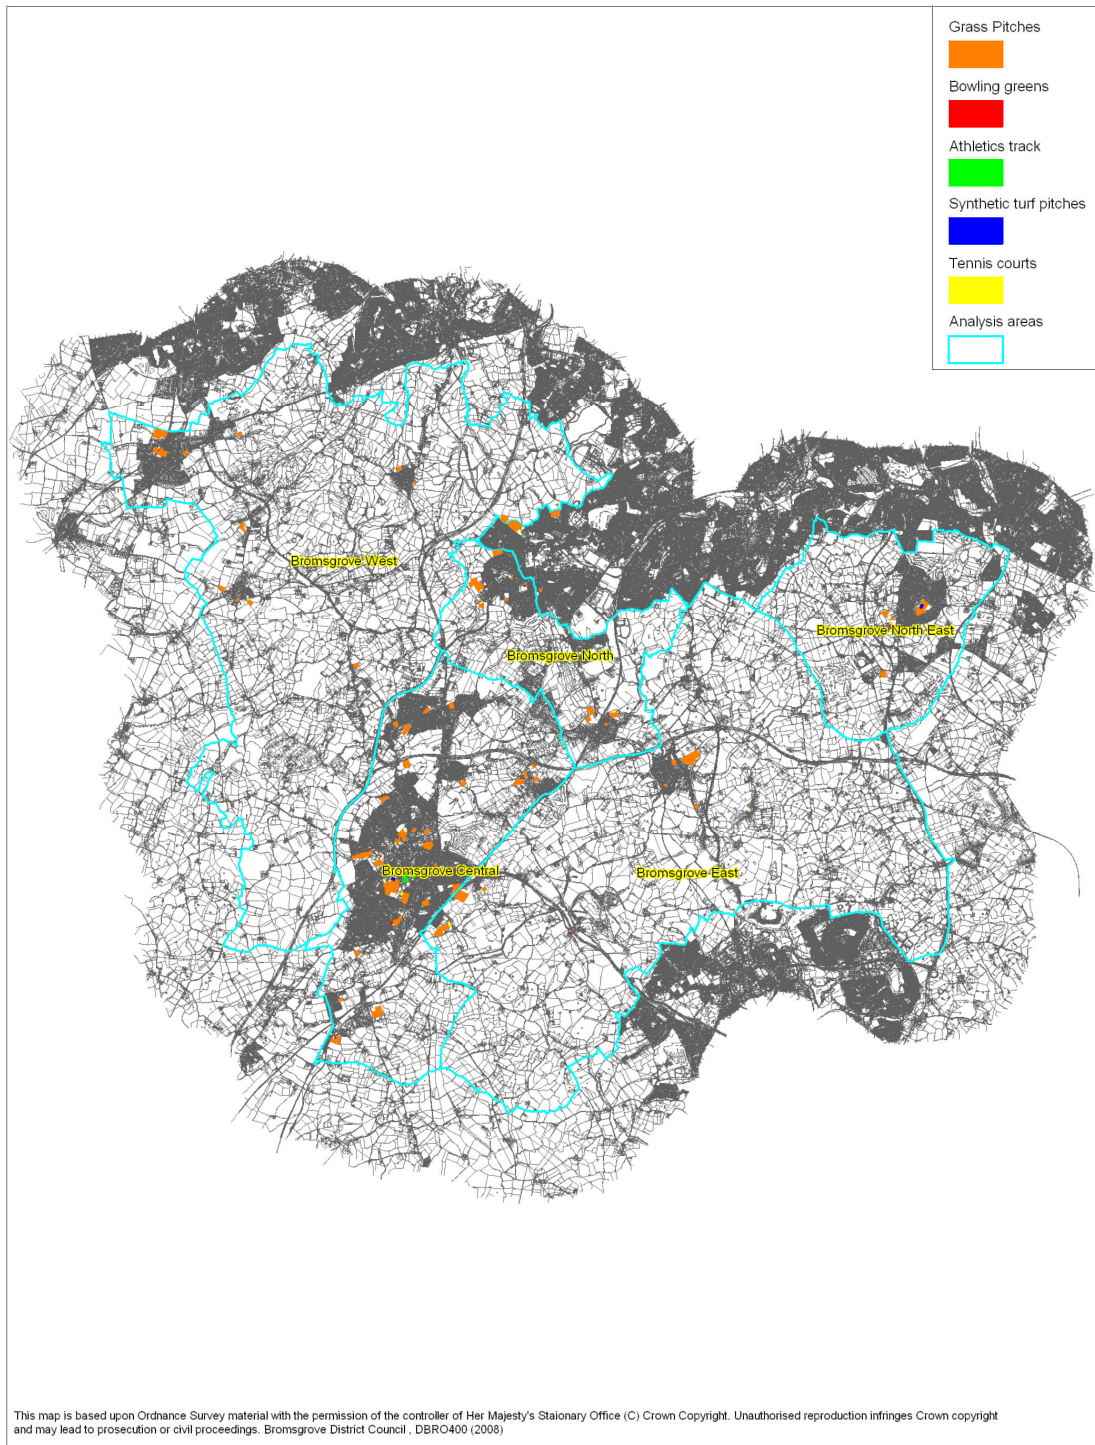 Grass Pitches
Bowling greens
Athletics track
Synthetic turf pitches
Tennis courts
Analysis areas
Bromsgrove West
Bromsgrove North East
Bromsgrove North
Bromsgrove Central
Bromsgrove East
This map is based upon Ordnance Survey material with the permission of the controller of Her Majesty's Staionary Office (C) Crown Copyright. Unauthorised reproduction infringes Crown copyright
and may lead to prosecution or civil proceedings. Bromsgrove District Council , DBRO400 (2008)